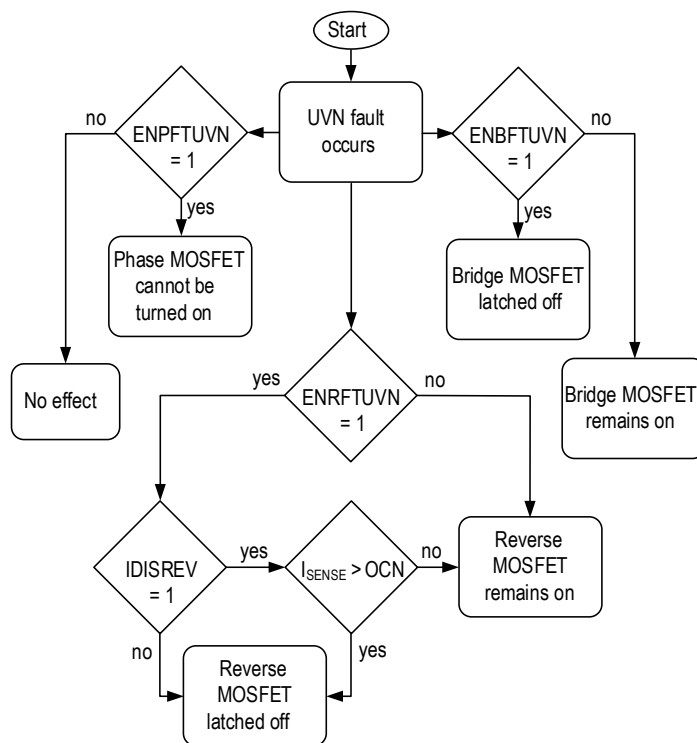 Start
UVN fault
occurs
no
ENPFTUVN
= 1
yes
Phase MOSFET
cannot be
turned on
No effect
ENBFTUVN
= 1
no
yes
Bridge MOSFET
latched off
Bridge MOSFET
remains on
yes
ENRFTUVN
= 1
no
IDISREV
= 1
yes
no
ISENSE > OCN
no
yes
Reverse
MOSFET
remains on
Reverse
MOSFET
latched off